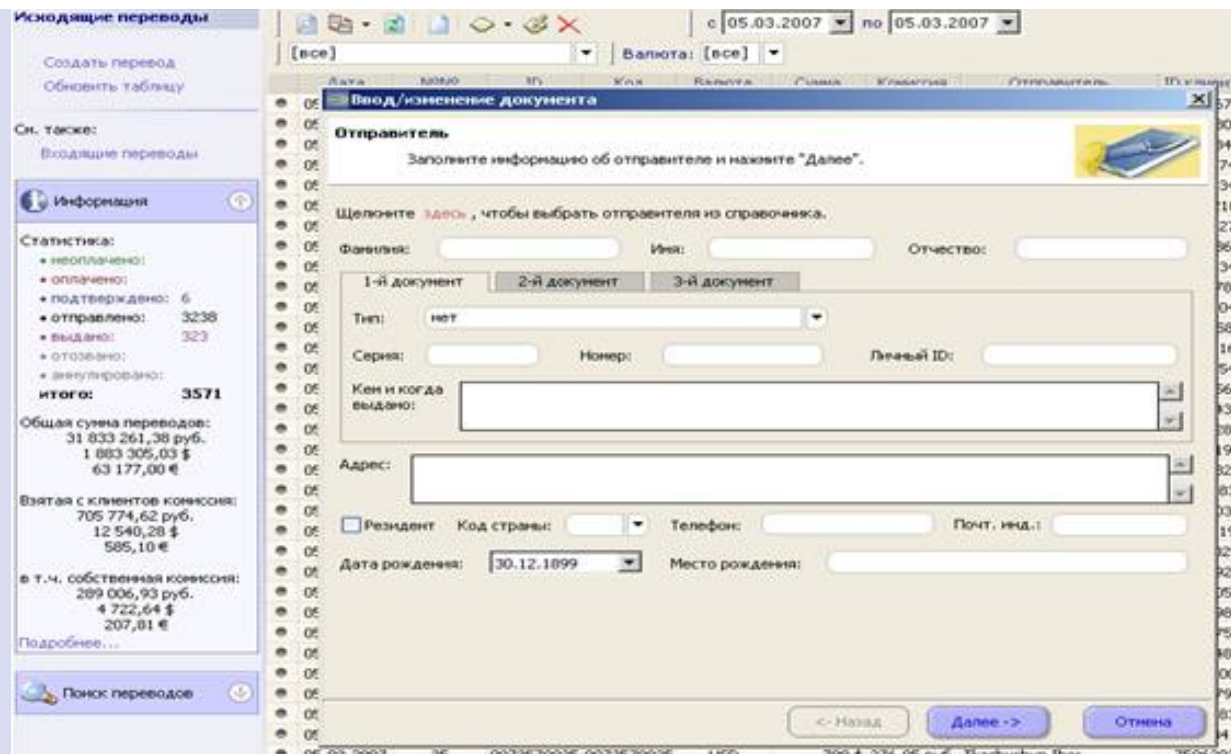 Исходящие переводы
Создать перевод
Обновить таблицу
См. также:
Входящие переводы
Информация
Статистика:
• неоплачено:
• оплачено:
• подтверждено: 6
• отправлено: 3238
• выдано: 323
• отозвано:
• аннулировано:
итого: 3571
Общая сумма переводов:
31 833 261,38 руб.
1 883 305,03 $
63 177,00 €
Взятая с клиентов комиссия:
705 774,62 руб.
12 540,28 $
585,10 €
в т.ч. собственная комиссия:
289 006,93 руб.
4 722,64 $
207,81 €
Подробнее...
Поиск переводов
с 05.03.2007 по 05.03.2007
[все] Валюта: [все]
Дата ID Код Валюта Сумма Комиссия Отправитель
Ввод/изменение документа
Отправитель
Заполните информацию об отправителе и нажмите "Далее".
Щелкните здесь , чтобы выбрать отправителя из справочника.
Фамилия: Имя: Отчество:
1-й документ 2-й документ 3-й документ
Тип: нет
Серия: Номер: Личный ID:
Кем и когда
выдано:
Адрес:
Резидент Код страны: Телефон: Почт. инд.:
Дата рождения: 30.12.1899 Место рождения:
<- Назад Далее -> Отмена